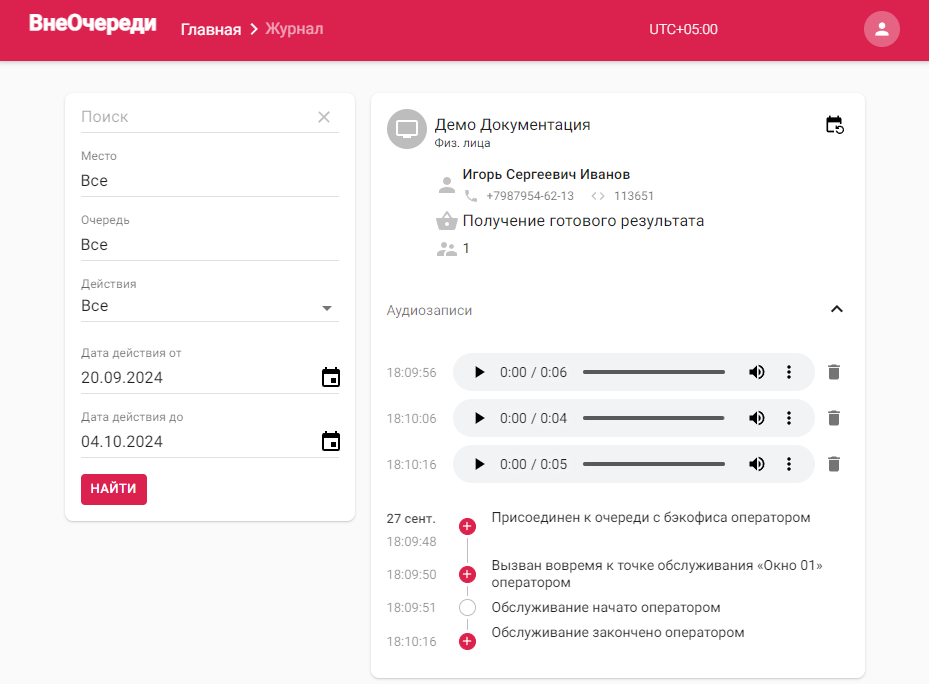 ВнеОчереди
Главная
Журнал
UTC+05:00
Поиск
Место
Все
Очередь
Все
Действия
Все
Дата действия от
20.09.2024
Дата действия до
04.10.2024
НАЙТИ
Демо Документация
Физ. лица
Игорь Сергеевич Иванов
+7987954-62-13 113651
Получение готового результата
1
Аудиозаписи
18:09:56 0:00 / 0:06
18:10:06 0:00 / 0:04
18:10:16 0:00 / 0:05
27 сент. Присоединен к очереди с бэкофиса оператором
18:09:48
18:09:50 Вызван вовремя к точке обслуживания «Окно 01»
оператором
18:09:51 Обслуживание начато оператором
18:10:16 Обслуживание закончено оператором